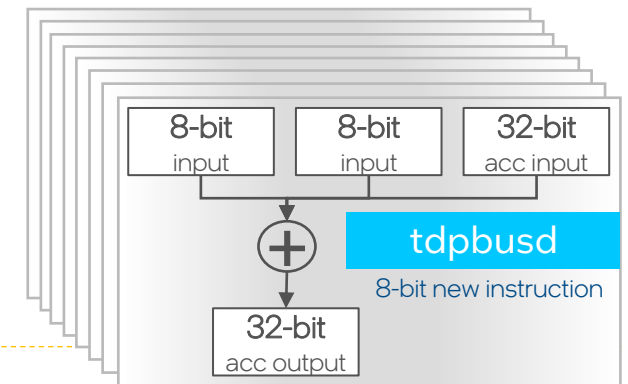 8-bit 8-bit 32-bit
input input acc input
+
tdpbusd
8-bit new instruction
32-bit
acc output